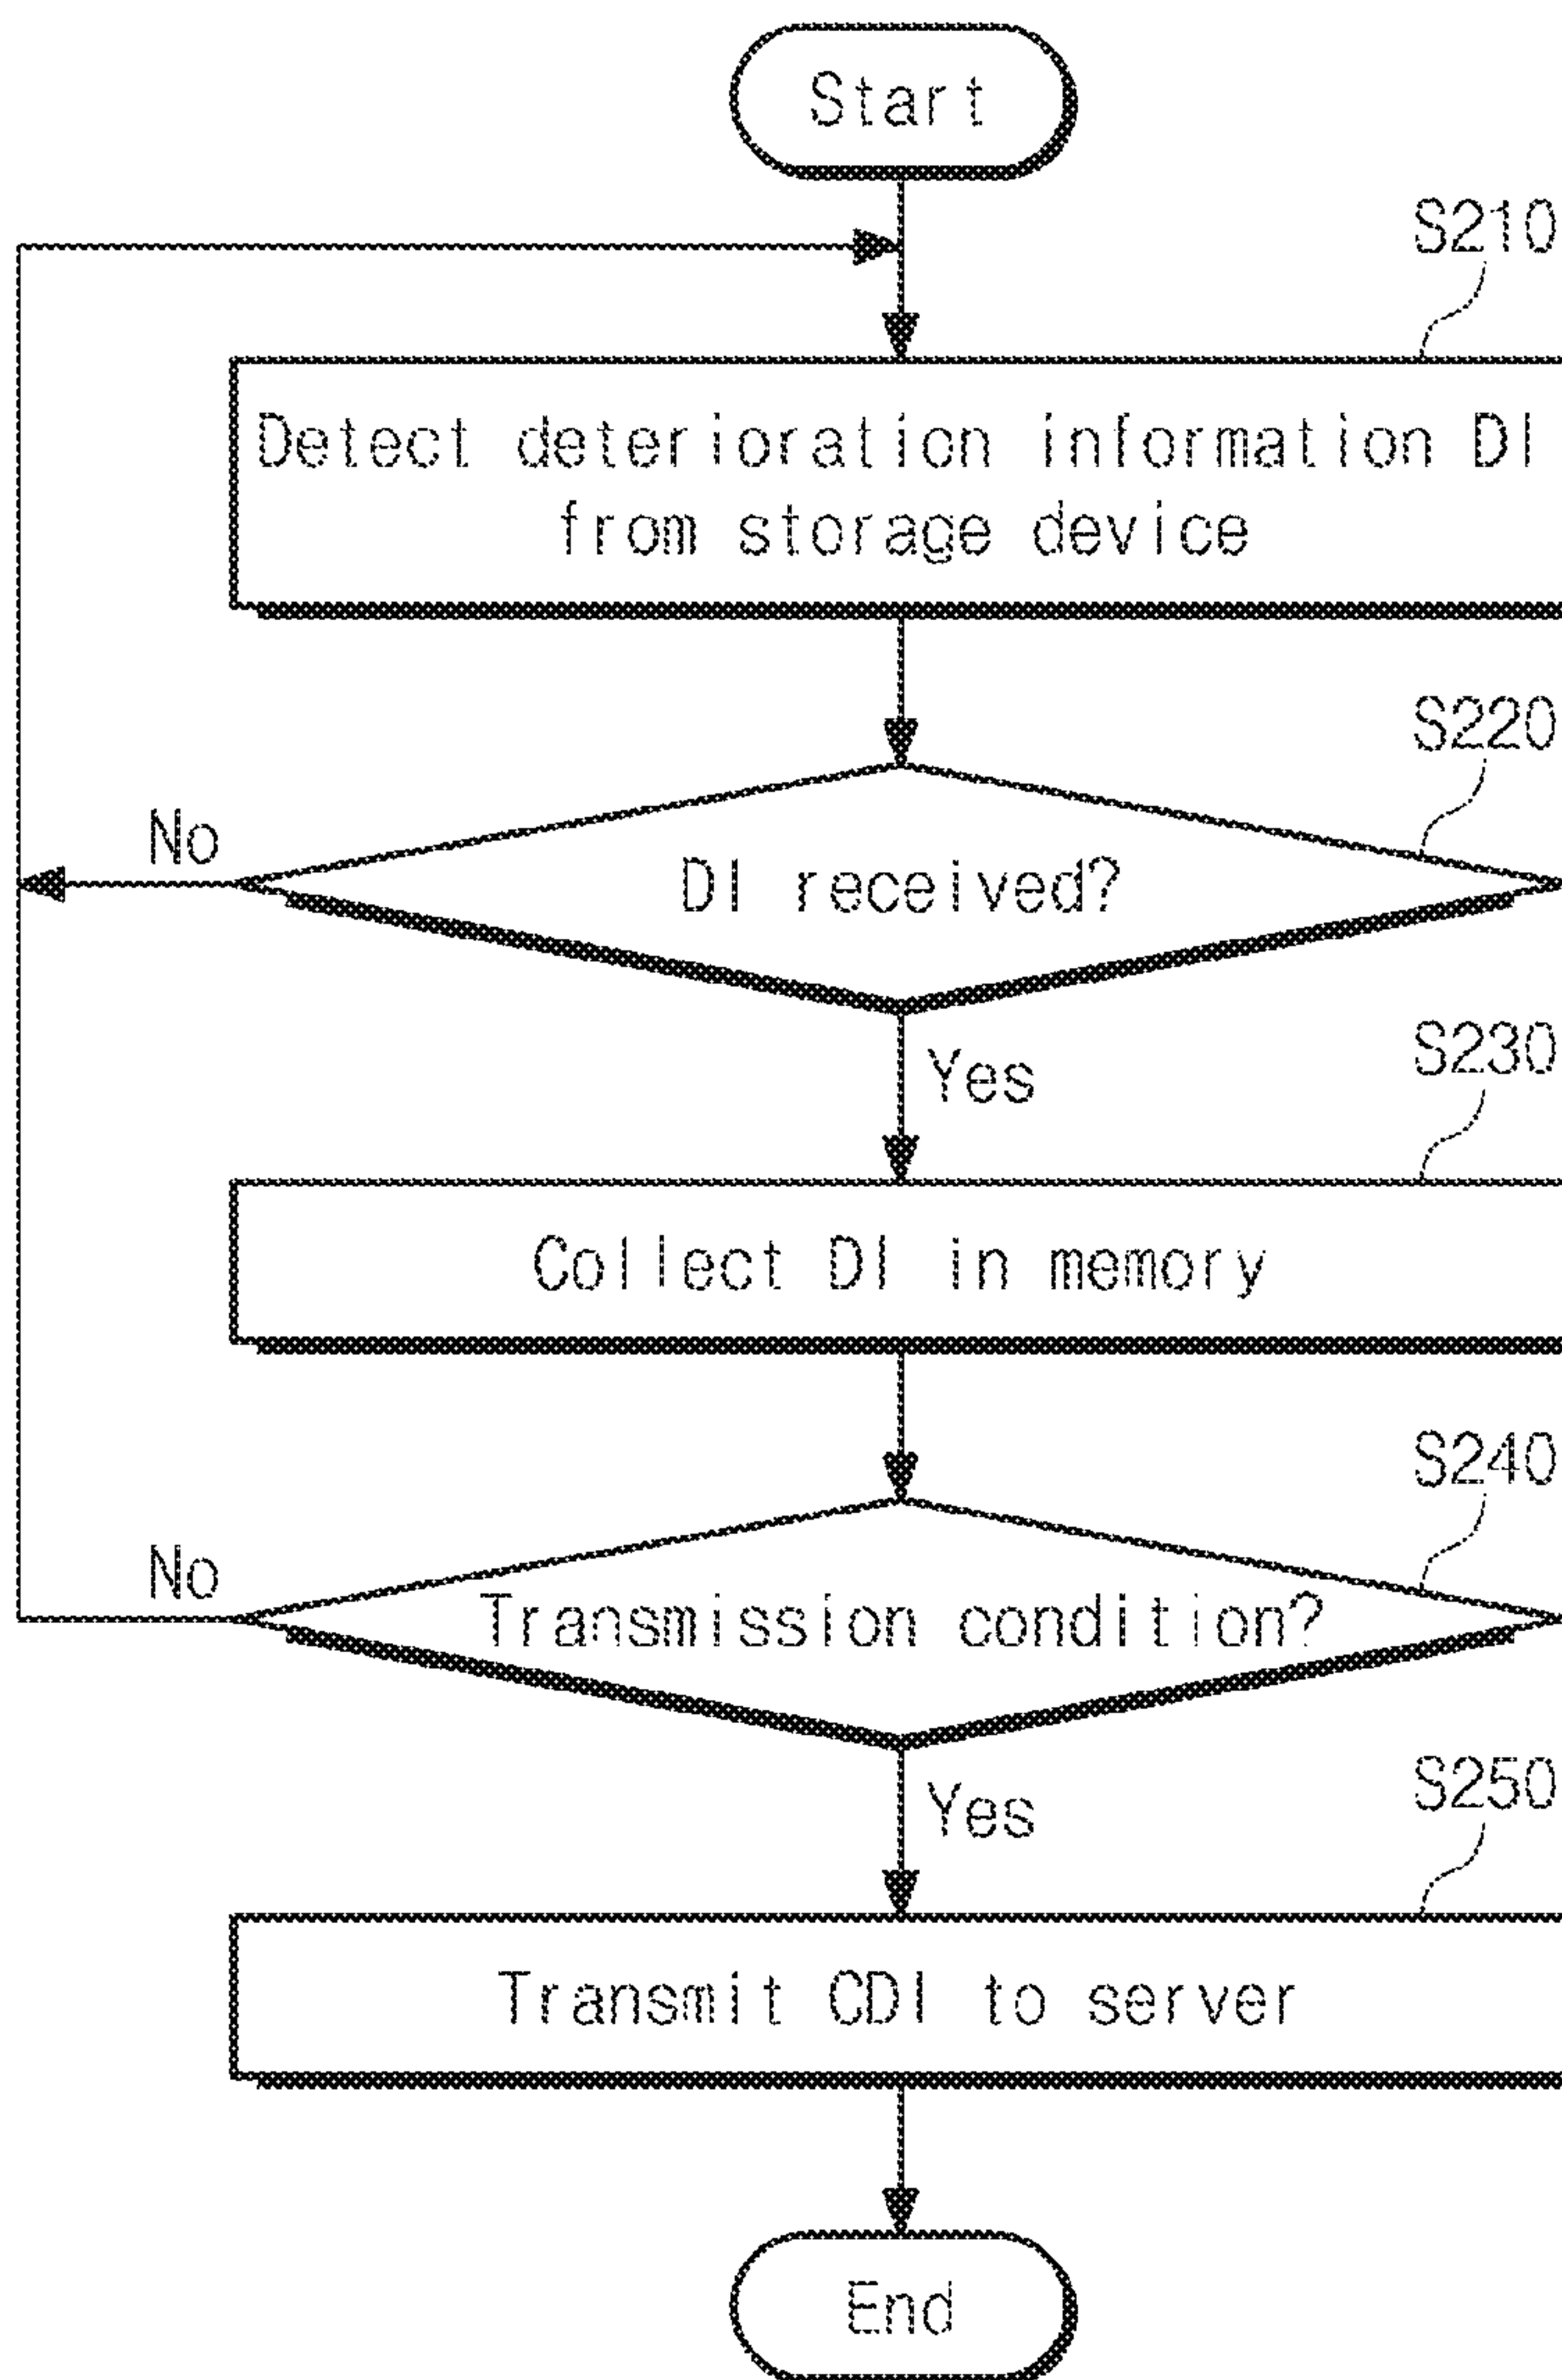 Start
S210
Detect deterioration information DI
from storage device
S220
No
DI received?
Yes
S230
Collect DI in memory
S240
No
Transmission condition?
Yes
S250
Transmit CDI to server
End